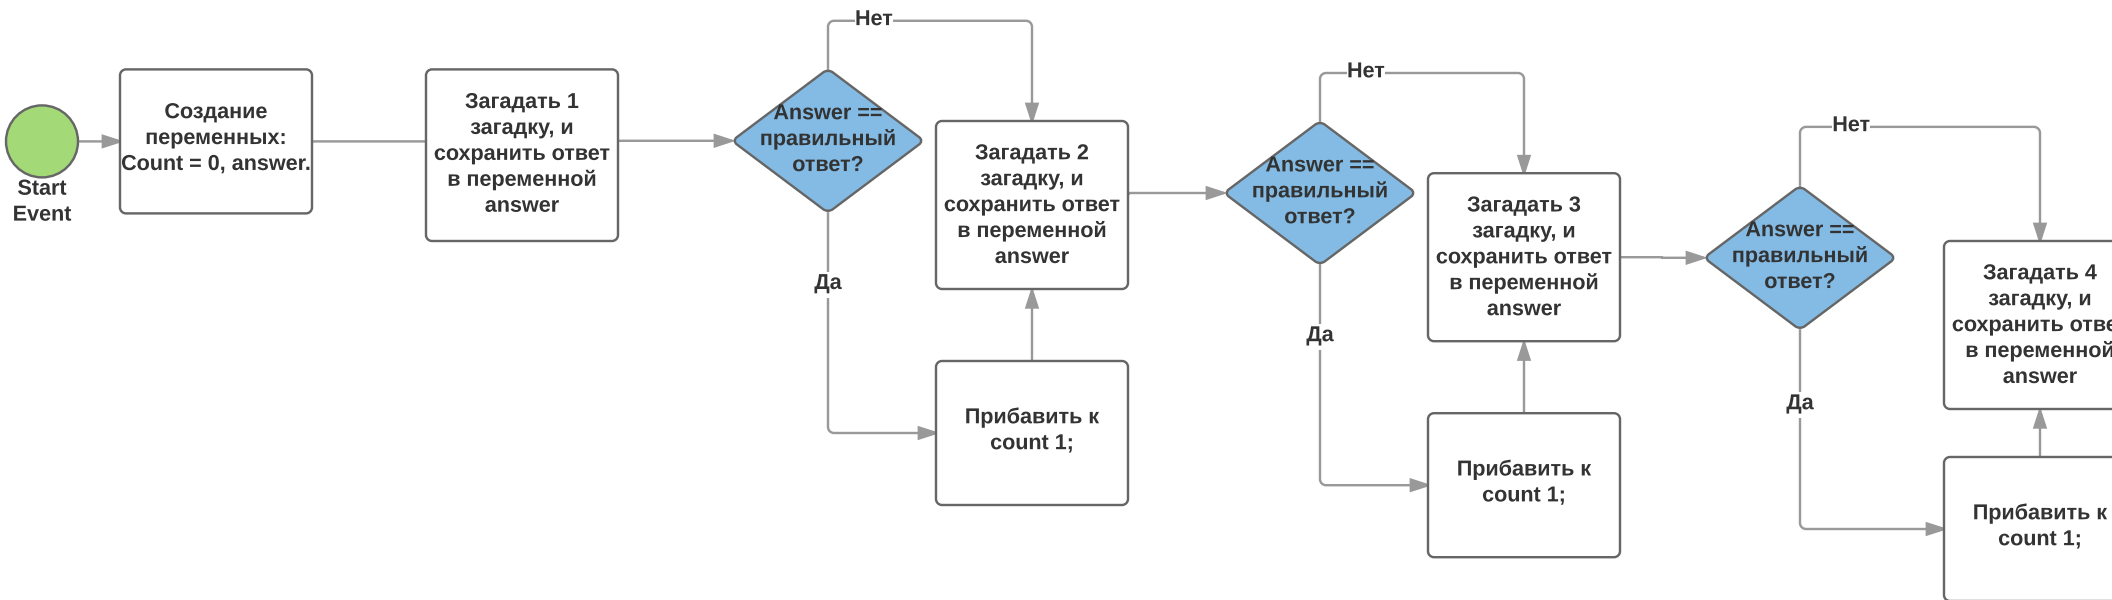 Start
Event
Создание
переменных:
Count = 0, answer.
Загадать 1
загадку, и
сохранить ответ
в переменной
answer
Нет
Answer ==
правильный
ответ?
Да
Загадать 2
загадку, и
сохранить ответ
в переменной
answer
Прибавить к
count 1;
Нет
Answer ==
правильный
ответ?
Да
Загадать 3
загадку, и
сохранить ответ
в переменной
answer
Прибавить к
count 1;
Нет
Answer ==
правильный
ответ?
Да
Загадать 4
загадку, и
сохранить отве
в переменной
answer
Прибавить к
count 1;